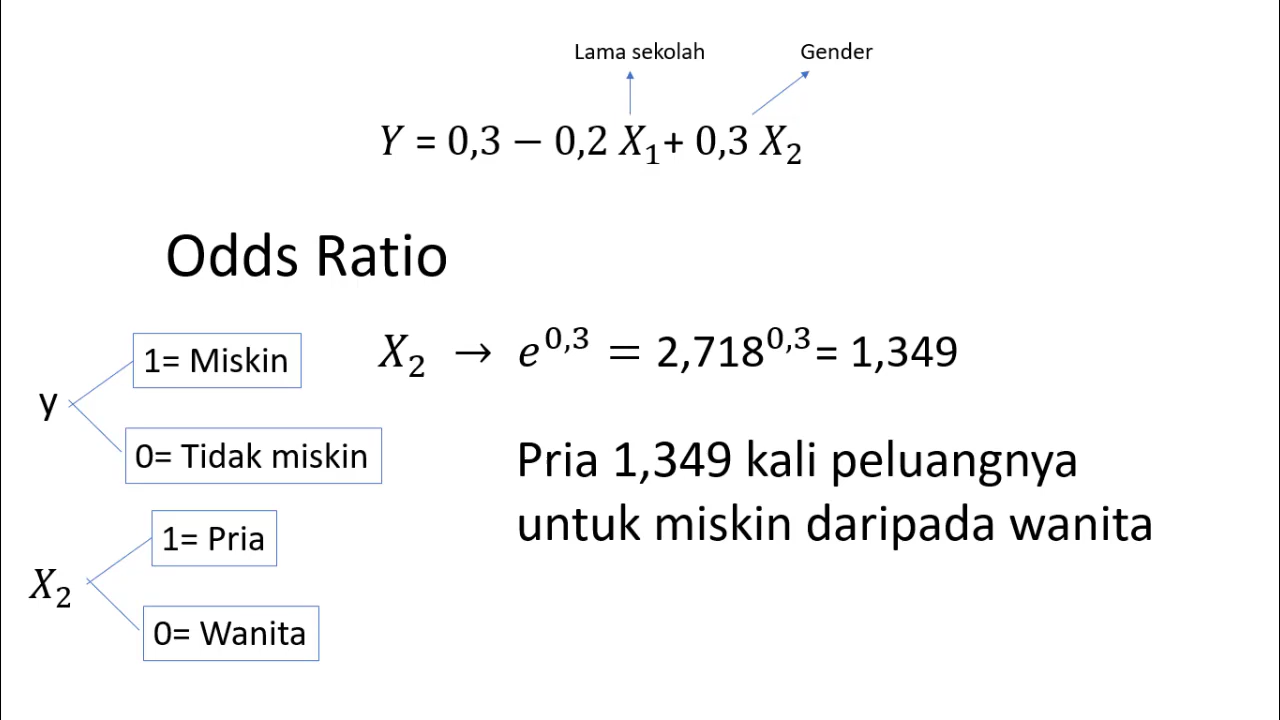 Lama sekolah
Gender
Y = 0,3 − 0,2 X₁+ 0,3 X₂
Odds Ratio
1= Miskin
X₂ → e^0,3 = 2,718^0,3= 1,349
y
0= Tidak miskin
Pria 1,349 kali peluangnya
untuk miskin daripada wanita
1= Pria
X₂
0= Wanita